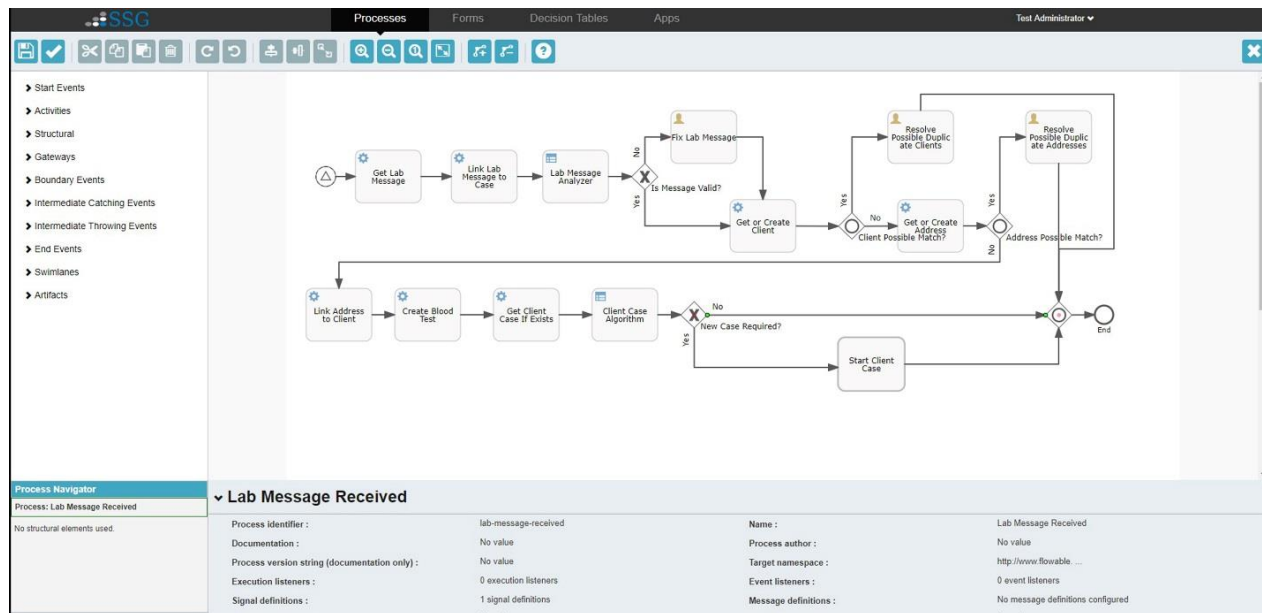 SSG
Processes
Forms
Decision Tables
Apps
Test Administrator
Start Events
Activities
Structural
Gateways
Boundary Events
Intermediate Catching Events
Intermediate Throwing Events
End Events
Swimlanes
Artifacts
Get Lab
Message
Link Lab
Message to
Case
Lab Message
Analyzer
No
Yes
Is Message Valid?
Fix Lab Message
Get or Create
Client
Yes
No
Client Possible Match?
Resolve
Possible Duplic
ate Clients
Get or Create
Address
Yes
No
Address Possible Match?
Resolve
Possible Duplic
ate Addresses
Link Address
to Client
Create Blood
Test
Get Client
Case If Exists
Client Case
Algorithm
No
Yes
New Case Required?
Start Client
Case
End
Process Navigator
Process: Lab Message Received
No structural elements used.
Lab Message Received
Process identifier : lab-message-received
Name : Lab Message Received
Documentation : No value
Process author : No value
Process version string (documentation only) : No value
Target namespace : http://www.flowable. ...
Execution listeners : 0 execution listeners
Event listeners : 0 event listeners
Signal definitions : 1 signal definitions
Message definitions : No message definitions configured